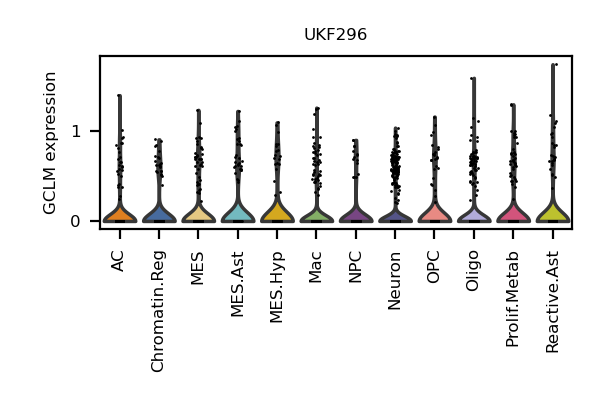 UKF296
GCLM expression
1
0
AC
Chromatin.Reg
MES
MES.Ast
MES.Hyp
Mac
NPC
Neuron
OPC
Oligo
Prolif.Metab
Reactive.Ast